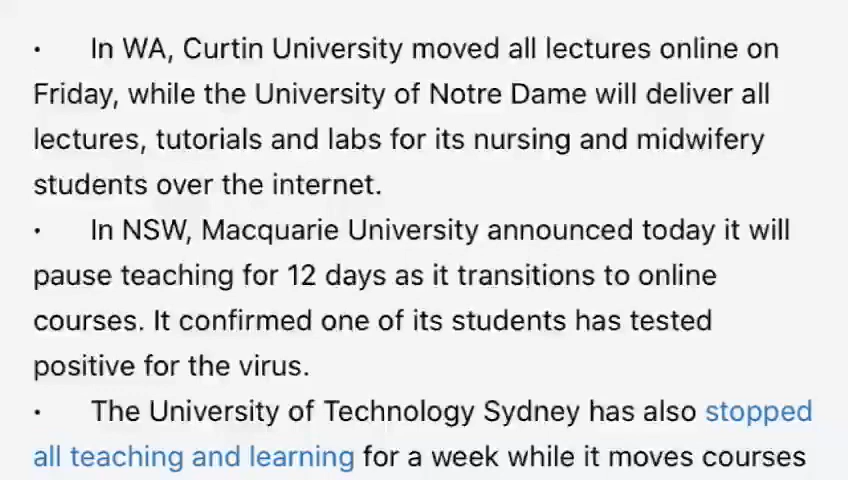 · In WA, Curtin University moved all lectures online on
Friday, while the University of Notre Dame will deliver all
lectures, tutorials and labs for its nursing and midwifery
students over the internet.
· In NSW, Macquarie University announced today it will
pause teaching for 12 days as it transitions to online
courses. It confirmed one of its students has tested
positive for the virus.
· The University of Technology Sydney has also stopped
all teaching and learning for a week while it moves courses